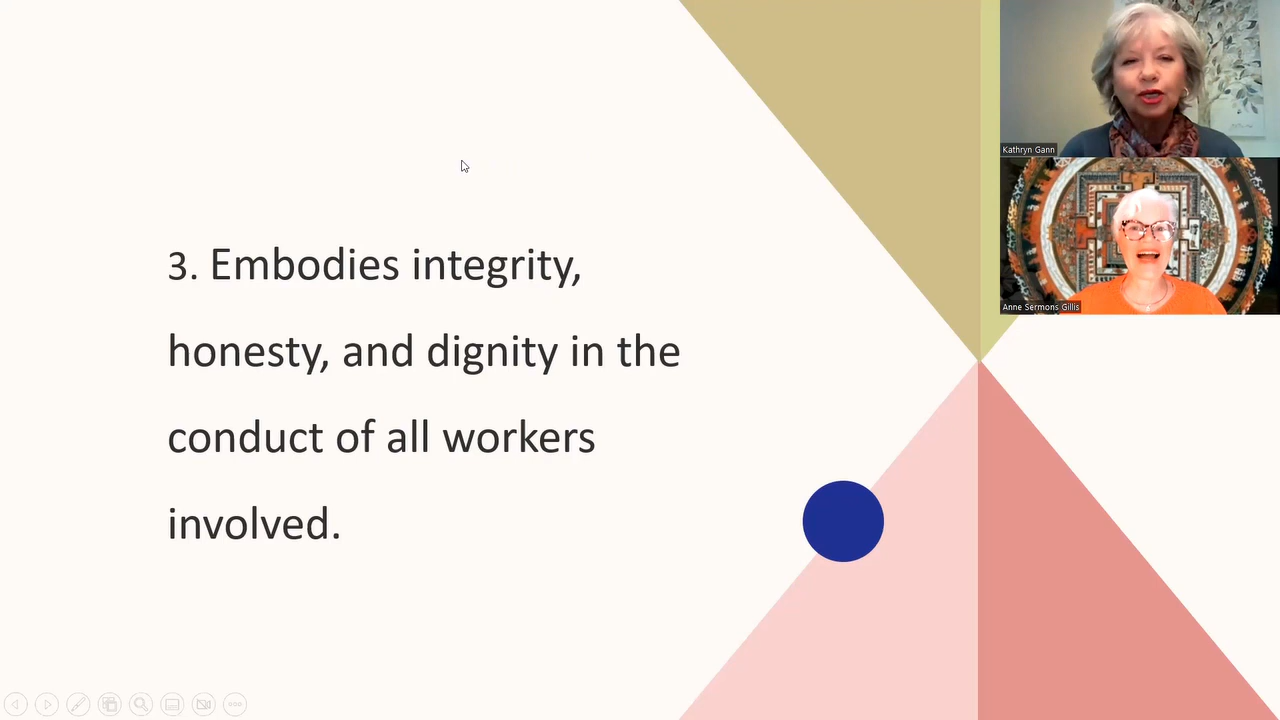 3. Embodies integrity,
honesty, and dignity in the
conduct of all workers
involved.
Kathryn Gann
Anne Sermons Gillis